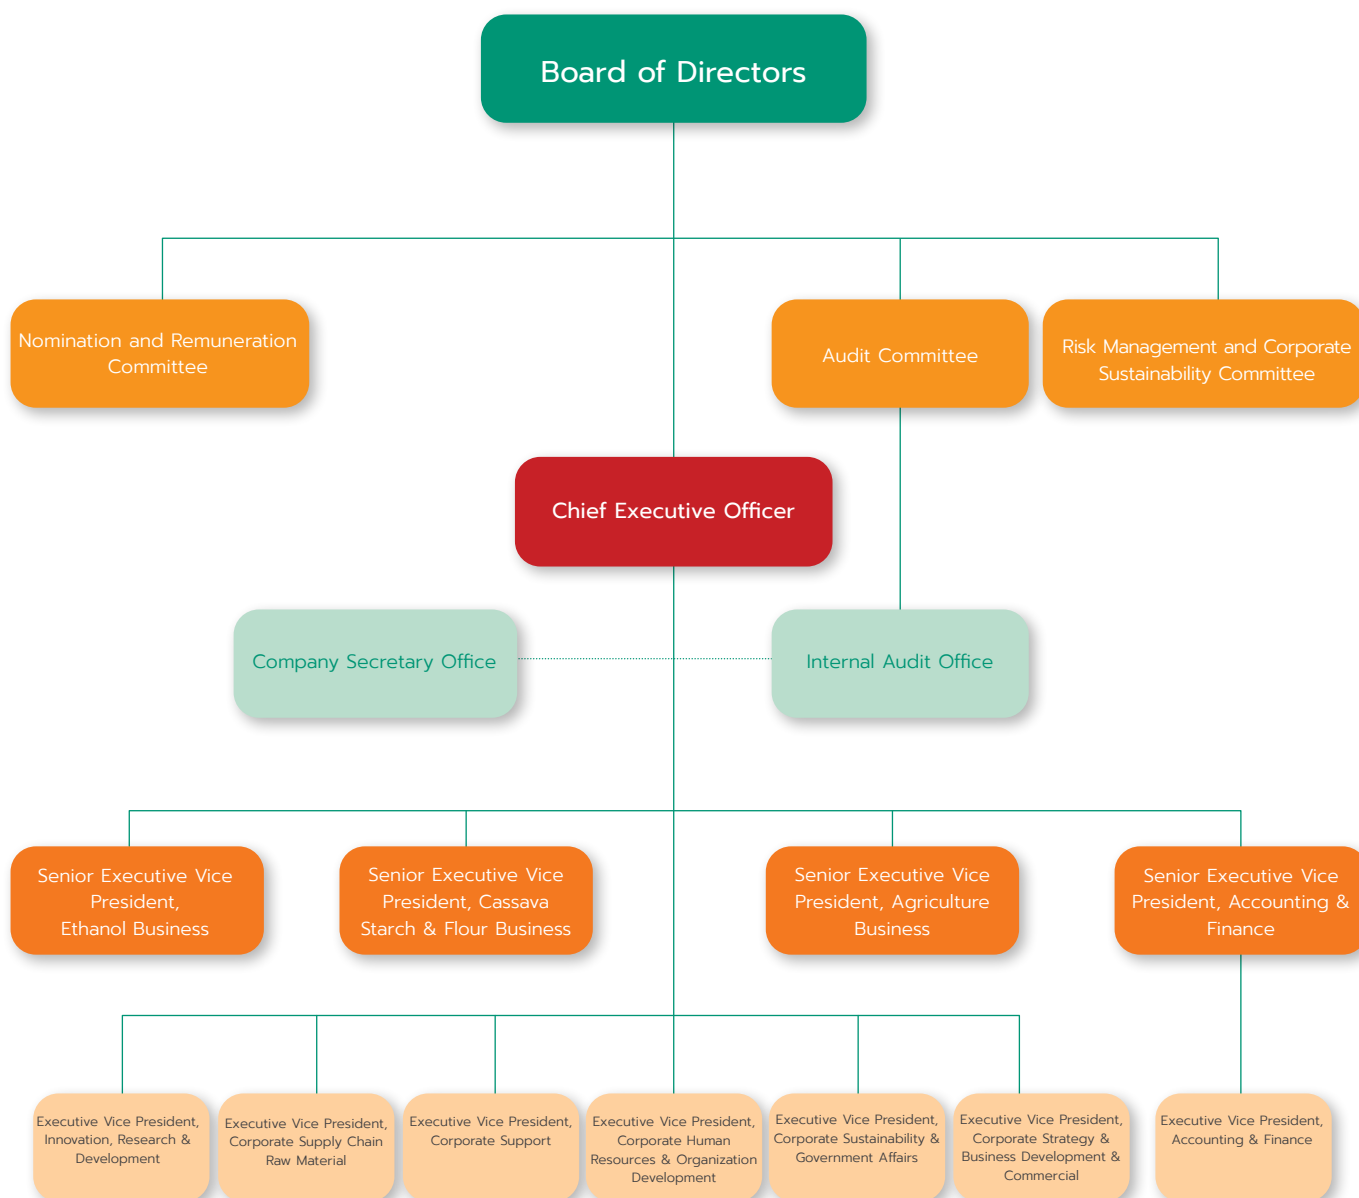 Board of Directors
Nomination and Remuneration
Committee
Audit Committee
Risk Management and Corporate
Sustainability Committee
Chief Executive Officer
Company Secretary Office
Internal Audit Office
Senior Executive Vice
President,
Ethanol Business
Senior Executive Vice
President, Cassava
Starch & Flour Business
Senior Executive Vice
President, Agriculture
Business
Senior Executive Vice
President, Accounting &
Finance
Executive Vice President,
Innovation, Research &
Development
Executive Vice President,
Corporate Supply Chain
Raw Material
Executive Vice President,
Corporate Support
Executive Vice President,
Corporate Human
Resources & Organization
Development
Executive Vice President,
Corporate Sustainability &
Government Affairs
Executive Vice President,
Corporate Strategy &
Business Development &
Commercial
Executive Vice President,
Accounting & Finance